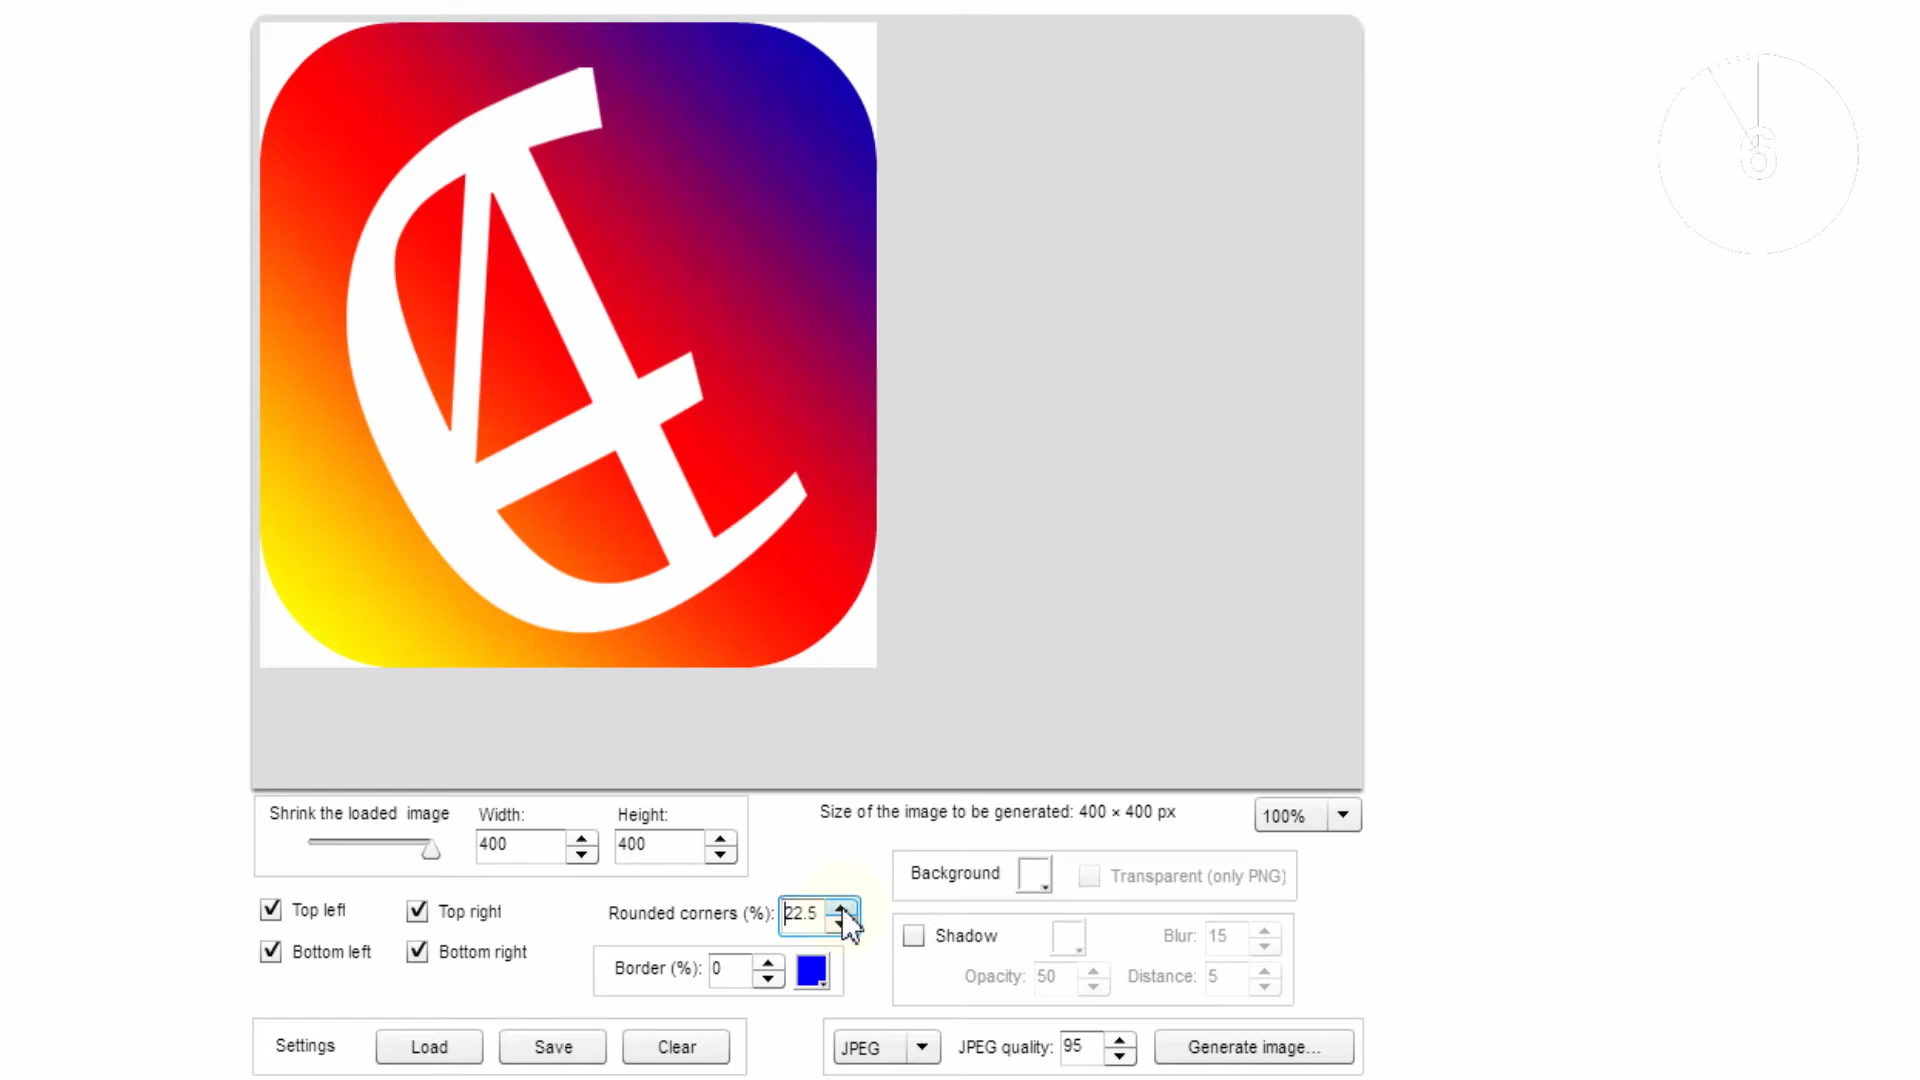 6
Shrink the loaded image
Width:
400
Height:
400
Size of the image to be generated: 400 × 400 px
100%
Top left
Top right
Bottom left
Bottom right
Rounded corners (%): 22.5
Border (%): 0
Background
Transparent (only PNG)
Shadow
Blur: 15
Opacity: 50
Distance: 5
Settings
Load
Save
Clear
JPEG
JPEG quality: 95
Generate image...